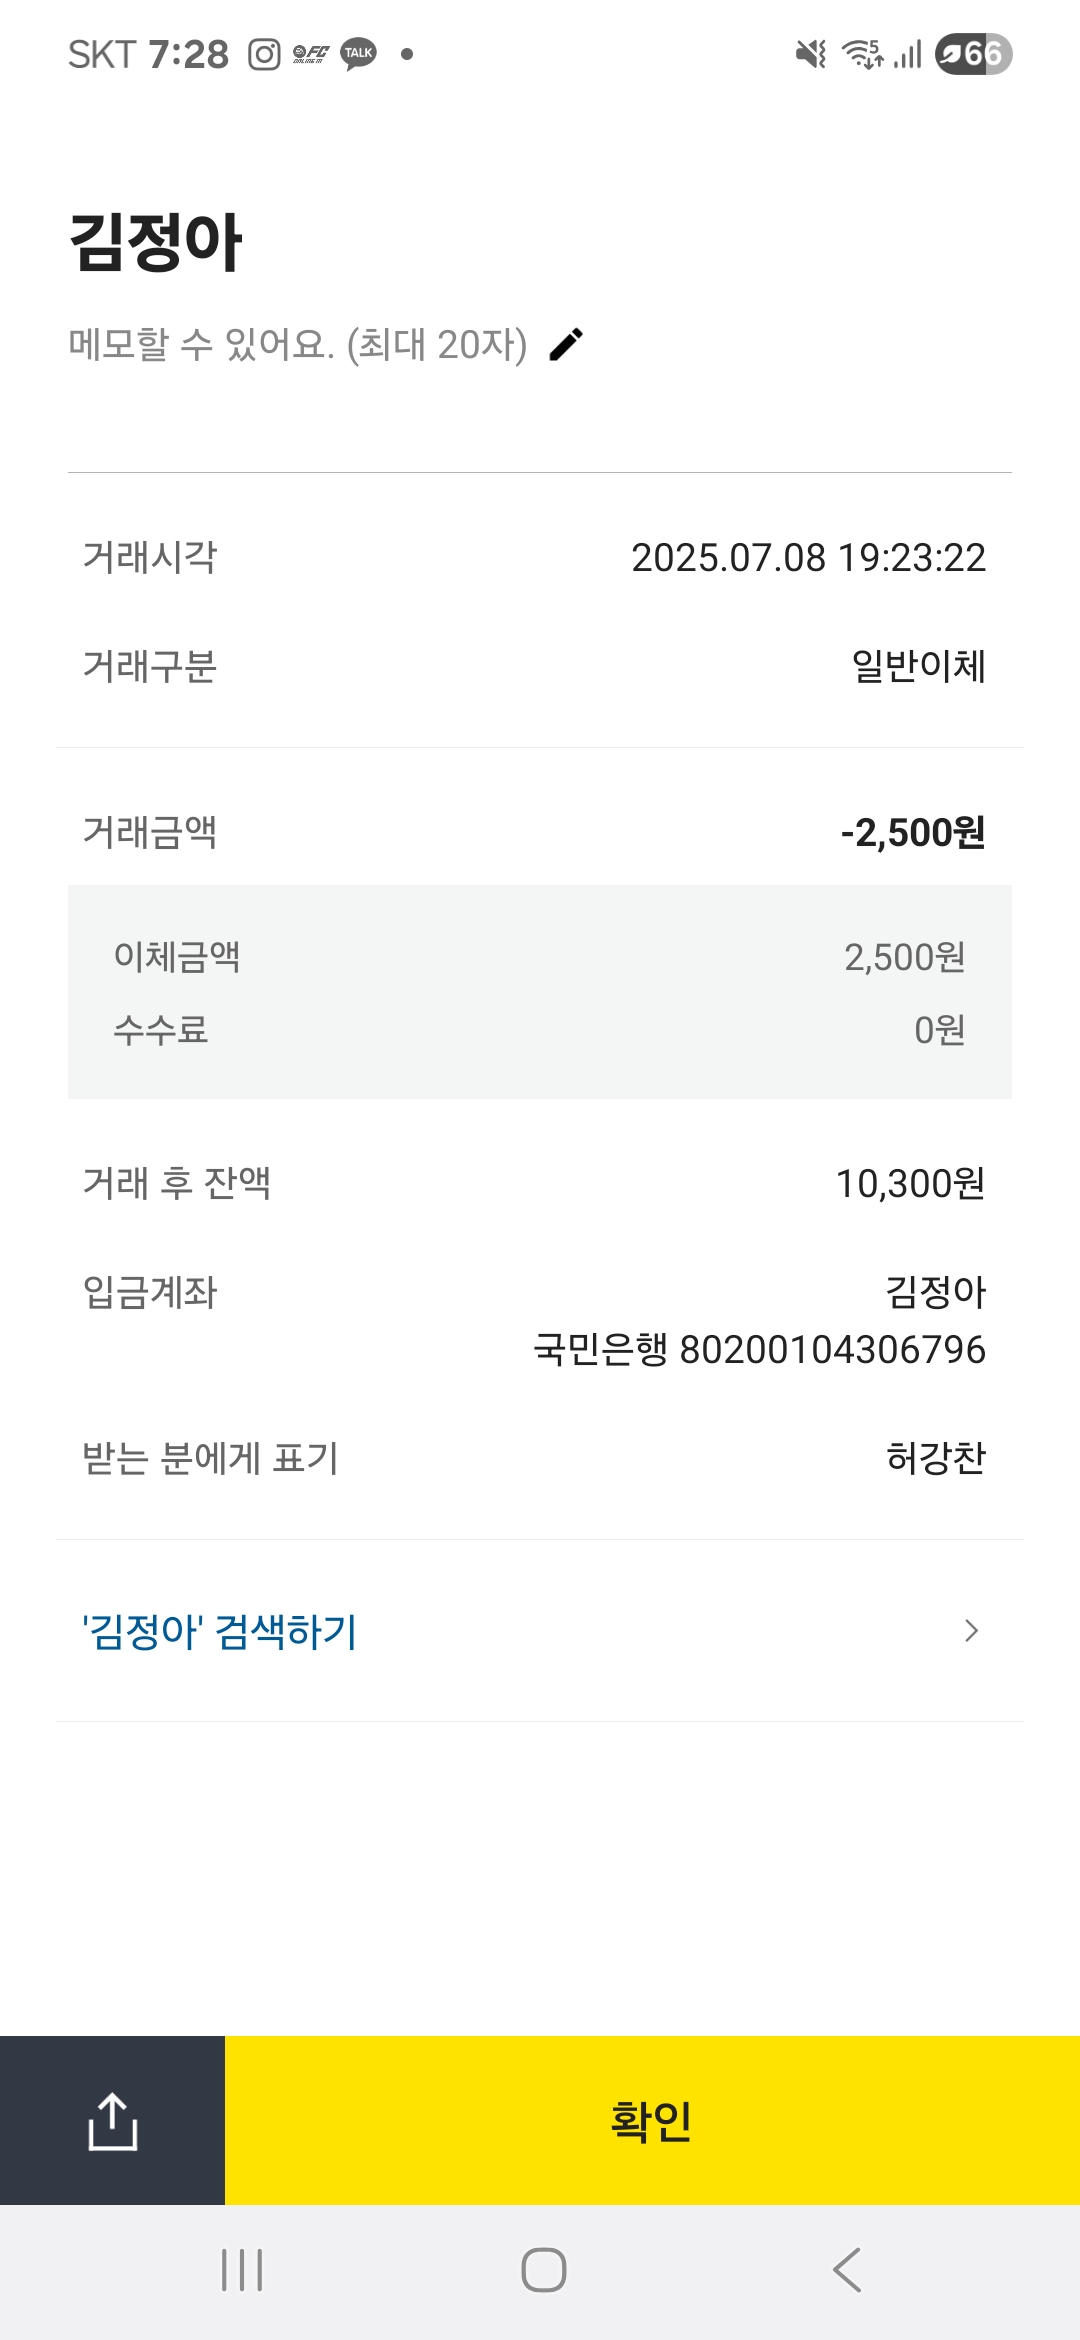 SKT 7:28 FC ONLINE M TALK 5 66
김정아
메모할 수 있어요. (최대 20자)
거래시각 2025.07.08 19:23:22
거래구분 일반이체
거래금액 -2,500원
이체금액 2,500원
수수료 0원
거래 후 잔액 10,300원
입금계좌 김정아
국민은행 80200104306796
받는 분에게 표기 허강찬
'김정아' 검색하기
확인